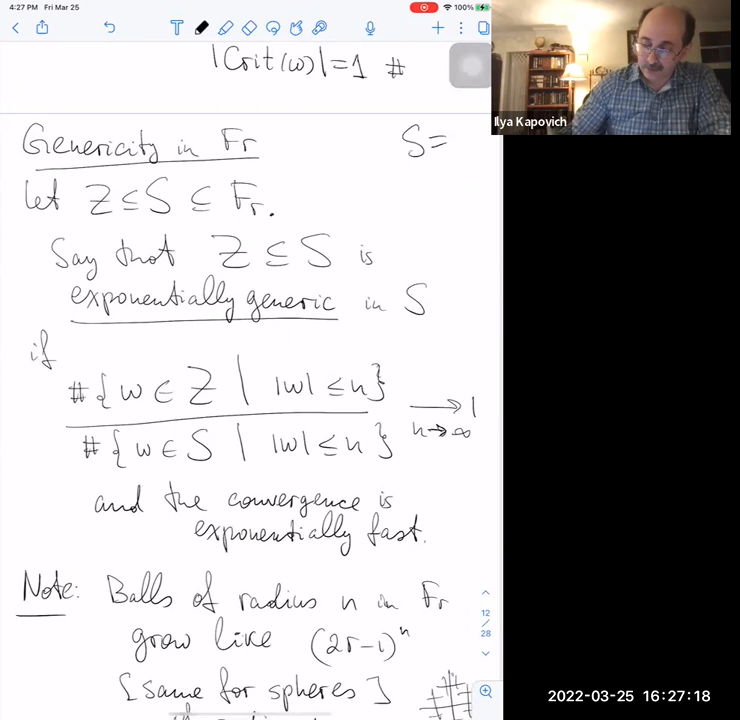 4:27 PM Fri Mar 25
100%
|Crit(w)| = 1 #
Ilya Kapovich
Genericity in Fr
S=
Let Z ⊆ S ⊆ Fr.
Say that Z ⊆ S is
exponentially generic in S
if
#{w ∈ Z | |w| ≤ n}
#{w ∈ S | |w| ≤ n}
→ 1
n→∞
and the convergence is
exponentially fast.
Note: Balls of radius n in Fr
grow like (2r-1)^n
[same for spheres]
12
/
28
2022-03-25 16:27:18